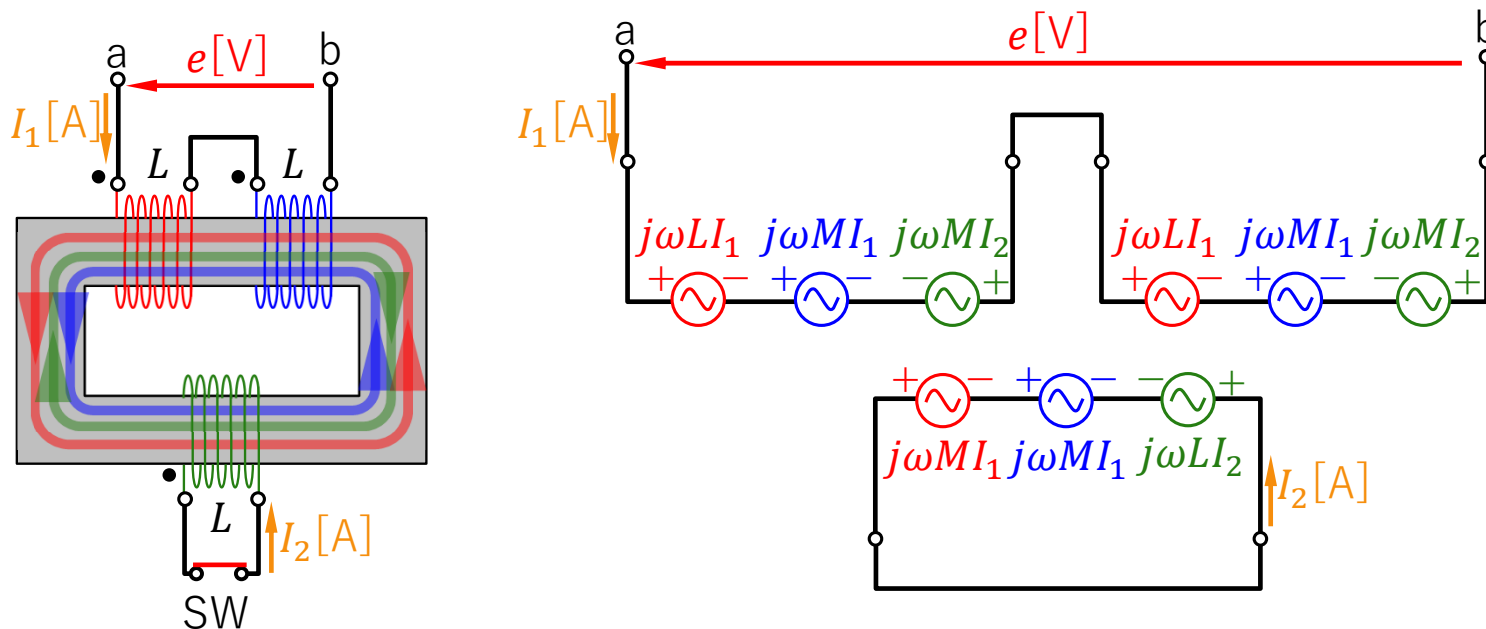 a b
e[V]
I₁[A]
L L
L
I₂[A]
SW
a b
e[V]
I₁[A]
jωLI₁ jωMI₁ jωMI₂ jωLI₁ jωMI₁ jωMI₂
+ − + − − + + − + − − +
+ − + − − +
jωMI₁ jωMI₁ jωLI₂
I₂[A]